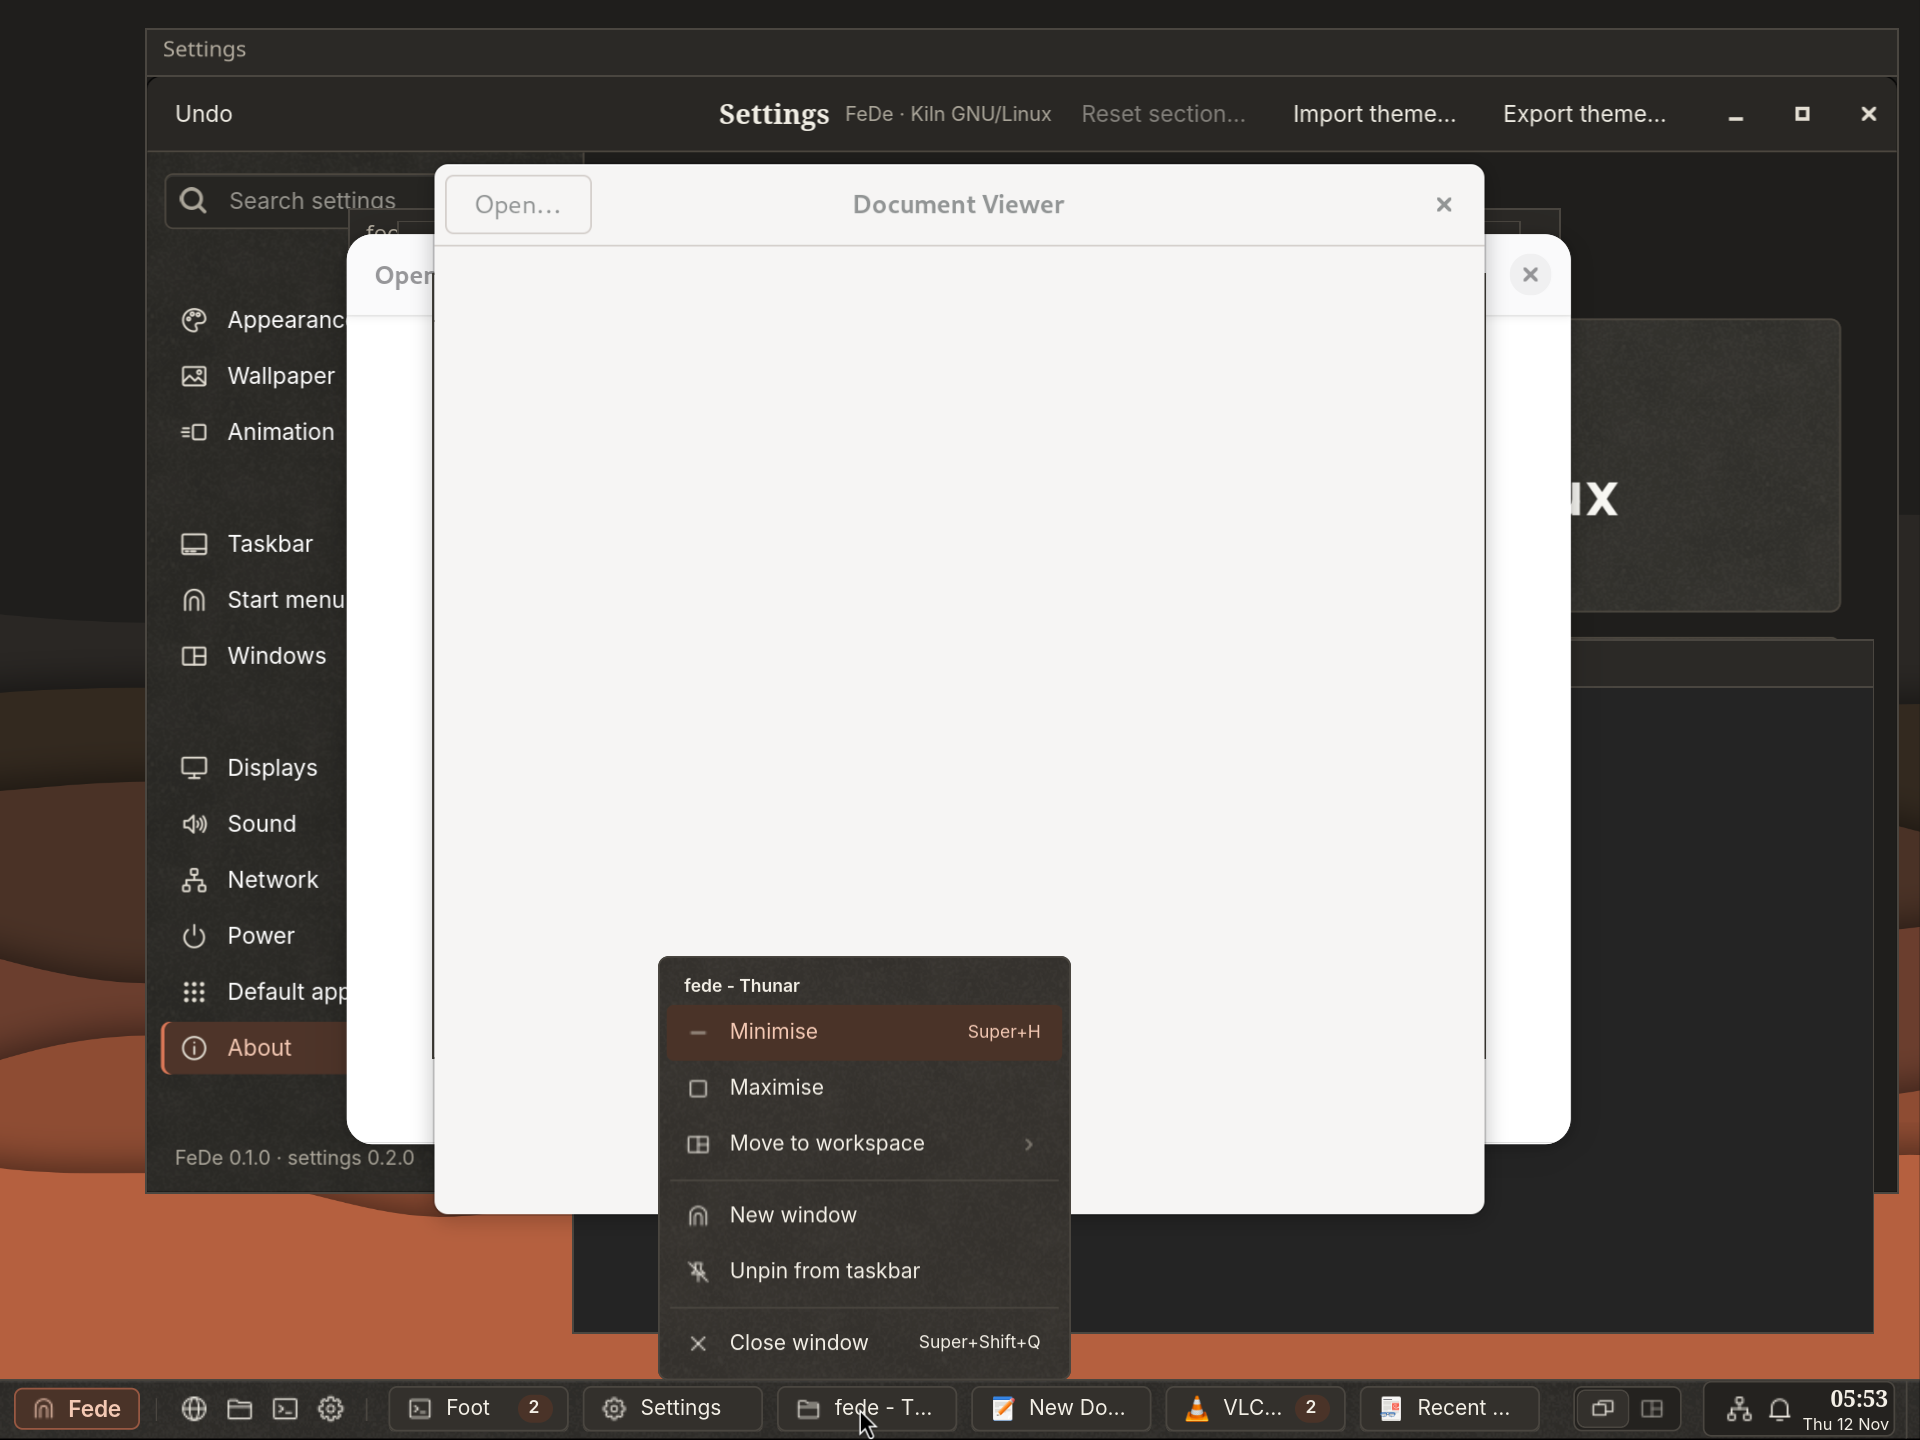 Settings
Undo
Settings FeDe · Kiln GNU/Linux Reset section... Import theme... Export theme...
Search settings
Open...
Document Viewer
Appearanc
Wallpaper
Animation
Taskbar
Start menu
Windows
Displays
Sound
Network
Power
Default app
About
FeDe 0.1.0 · settings 0.2.0
fede - Thunar
Minimise Super+H
Maximise
Move to workspace
New window
Unpin from taskbar
Close window Super+Shift+Q
Fede
Foot 2
Settings
fede - T...
New Do...
VLC... 2
Recent ...
05:53
Thu 12 Nov